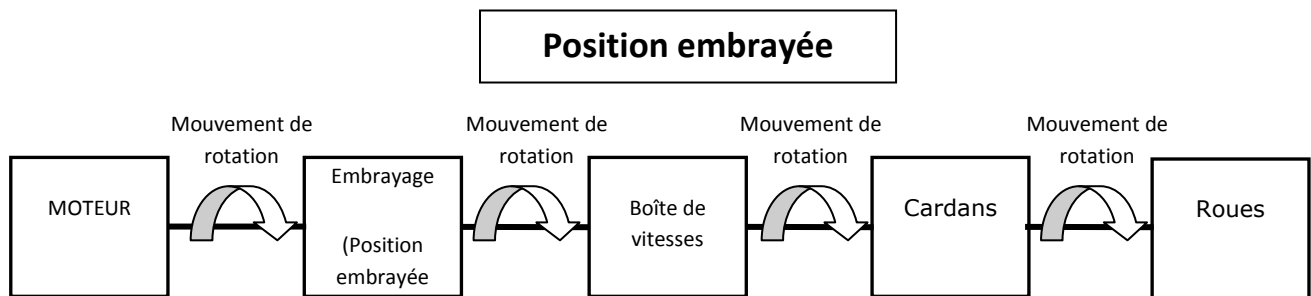 Position embrayée
Mouvement de
rotation
Mouvement de
rotation
Mouvement de
rotation
Mouvement de
rotation
MOTEUR
Embrayage
(Position
embrayée
Boîte de
vitesses
Cardans
Roues